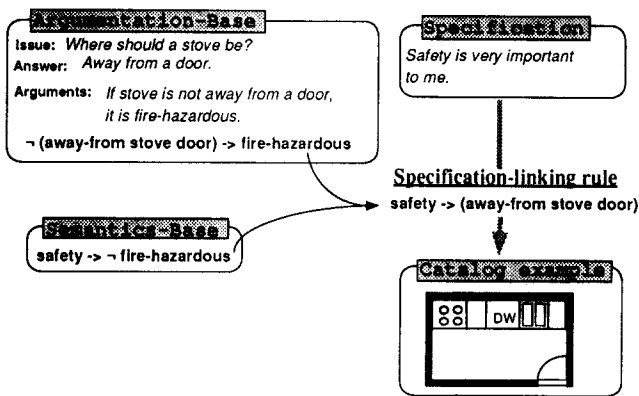 Argumentation-Base
Issue: Where should a stove be?
Answer: Away from a door.
Arguments: If stove is not away from a door,
it is fire-hazardous.
¬ (away-from stove door) -> fire-hazardous
Specification
Safety is very important
to me.
Specification-linking rule
safety -> (away-from stove door)
Semantics-Base
safety -> ¬ fire-hazardous
Catalog example
DW